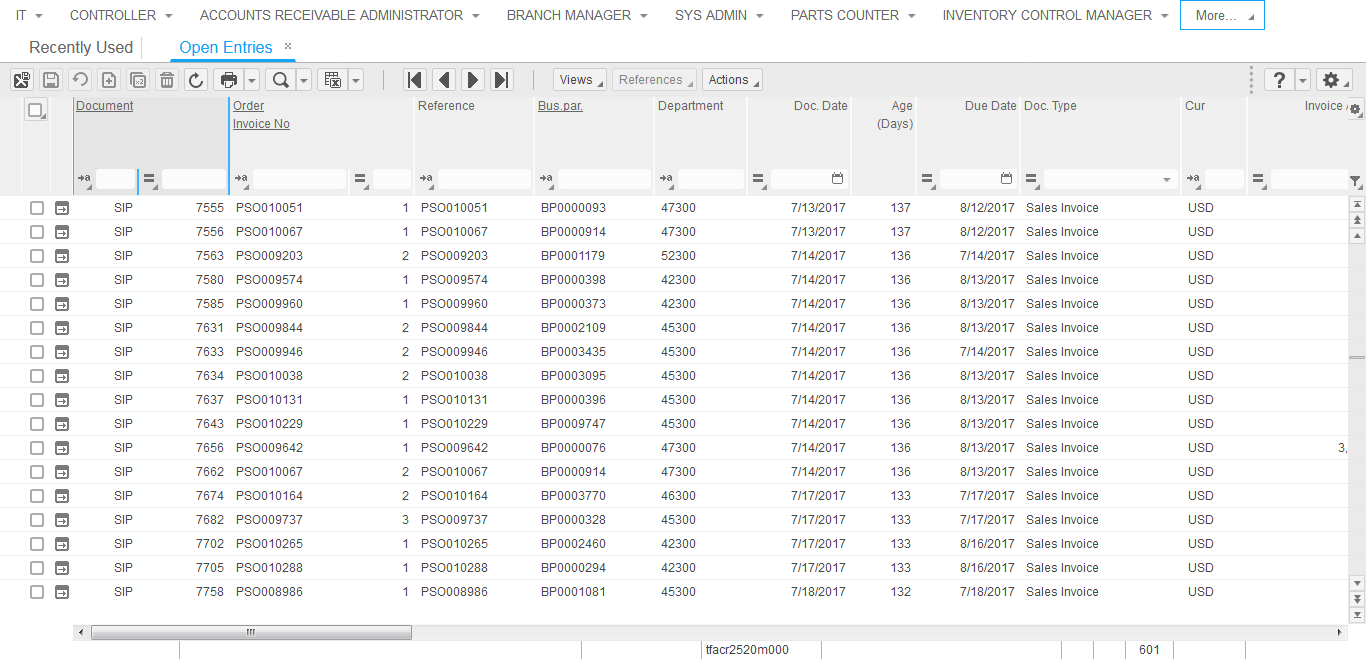 IT CONTROLLER ACCOUNTS RECEIVABLE ADMINISTRATOR BRANCH MANAGER SYS ADMIN PARTS COUNTER INVENTORY CONTROL MANAGER More...
Recently Used Open Entries ×
Views References Actions ?
Document Order Reference Bus.par. Department Doc. Date Age Due Date Doc. Type Cur Invoice
Invoice No (Days)
SIP 7555 PSO010051 1 PSO010051 BP0000093 47300 7/13/2017 137 8/12/2017 Sales Invoice USD
SIP 7556 PSO010067 1 PSO010067 BP0000914 47300 7/13/2017 137 8/12/2017 Sales Invoice USD
SIP 7563 PSO009203 2 PSO009203 BP0001179 52300 7/14/2017 136 7/14/2017 Sales Invoice USD
SIP 7580 PSO009574 1 PSO009574 BP0000398 42300 7/14/2017 136 8/13/2017 Sales Invoice USD
SIP 7585 PSO009960 1 PSO009960 BP0000373 42300 7/14/2017 136 8/13/2017 Sales Invoice USD
SIP 7631 PSO009844 2 PSO009844 BP0002109 45300 7/14/2017 136 8/13/2017 Sales Invoice USD
SIP 7633 PSO009946 2 PSO009946 BP0003435 45300 7/14/2017 136 7/14/2017 Sales Invoice USD
SIP 7634 PSO010038 2 PSO010038 BP0003095 45300 7/14/2017 136 8/13/2017 Sales Invoice USD
SIP 7637 PSO010131 1 PSO010131 BP0000396 45300 7/14/2017 136 8/13/2017 Sales Invoice USD
SIP 7643 PSO010229 1 PSO010229 BP0009747 45300 7/14/2017 136 8/13/2017 Sales Invoice USD
SIP 7656 PSO009642 1 PSO009642 BP0000076 47300 7/14/2017 136 8/13/2017 Sales Invoice USD 3,
SIP 7662 PSO010067 2 PSO010067 BP0000914 47300 7/14/2017 136 8/13/2017 Sales Invoice USD
SIP 7674 PSO010164 2 PSO010164 BP0003770 46300 7/17/2017 133 7/17/2017 Sales Invoice USD
SIP 7682 PSO009737 3 PSO009737 BP0000328 45300 7/17/2017 133 7/17/2017 Sales Invoice USD
SIP 7702 PSO010265 1 PSO010265 BP0002460 42300 7/17/2017 133 8/16/2017 Sales Invoice USD
SIP 7705 PSO010288 1 PSO010288 BP0000294 42300 7/17/2017 133 8/16/2017 Sales Invoice USD
SIP 7758 PSO008986 1 PSO008986 BP0001081 45300 7/18/2017 132 7/18/2017 Sales Invoice USD
tfacr2520m000 601